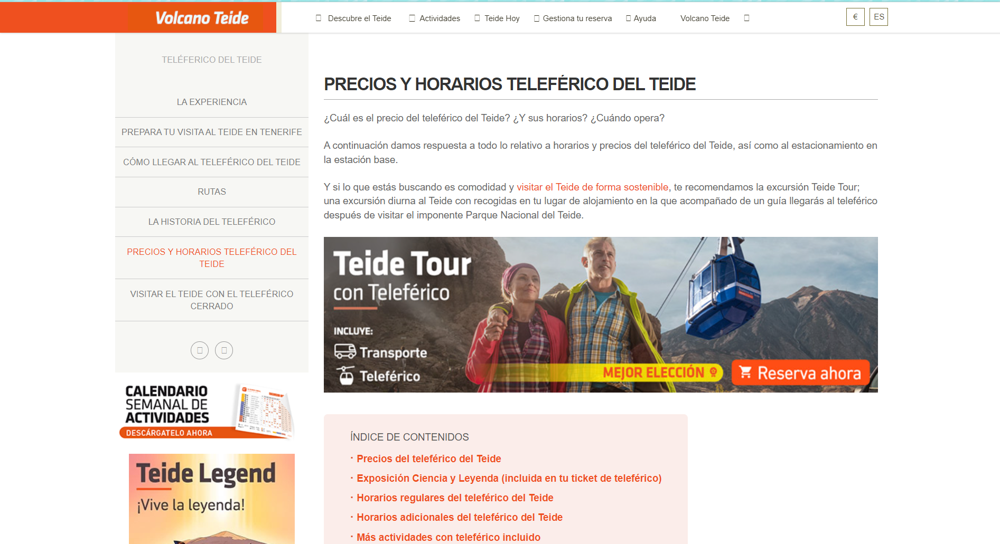 Volcano Teide
Descubre el Teide
Actividades
Teide Hoy
Gestiona tu reserva
Ayuda
Volcano Teide
€
ES
TELÉFERICO DEL TEIDE
LA EXPERIENCIA
PREPARA TU VISITA AL TEIDE EN TENERIFE
CÓMO LLEGAR AL TELEFÉRICO DEL TEIDE
RUTAS
LA HISTORIA DEL TELEFÉRICO
PRECIOS Y HORARIOS TELEFÉRICO DEL
TEIDE
VISITAR EL TEIDE CON EL TELEFÉRICO
CERRADO
CALENDARIO
SEMANAL DE
ACTIVIDADES
DESCÁRGATELO AHORA
Teide Legend
¡Vive la leyenda!
PRECIOS Y HORARIOS TELEFÉRICO DEL TEIDE
¿Cuál es el precio del teleférico del Teide? ¿Y sus horarios? ¿Cuándo opera?
A continuación damos respuesta a todo lo relativo a horarios y precios del teleférico del Teide, así como al estacionamiento en
la estación base.
Y si lo que estás buscando es comodidad y visitar el Teide de forma sostenible, te recomendamos la excursión Teide Tour;
una excursión diurna al Teide con recogidas en tu lugar de alojamiento en la que acompañado de un guía llegarás al teleférico
después de visitar el imponente Parque Nacional del Teide.
Teide Tour
con Teleférico
INCLUYE:
Transporte
Teleférico
MEJOR ELECCIÓN
Reserva ahora
ÍNDICE DE CONTENIDOS
· Precios del teleférico del Teide
· Exposición Ciencia y Leyenda (incluida en tu ticket de teleférico)
· Horarios regulares del teleférico del Teide
· Horarios adicionales del teleférico del Teide
· Más actividades con teleférico incluido